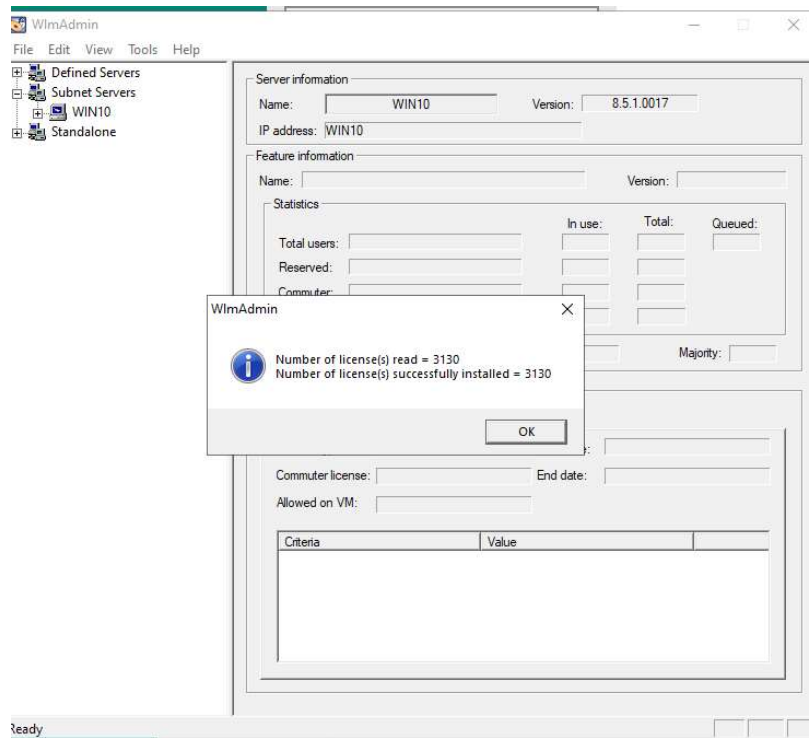 WlmAdmin
File Edit View Tools Help
Defined Servers
Subnet Servers
WIN10
Standalone
Server information
Name: WIN10 Version: 8.5.1.0017
IP address: WIN10
Feature information
Name: Version:
Statistics
In use: Total: Queued:
Total users:
Reserved:
Commuter:
WlmAdmin
Number of license(s) read = 3130
Number of license(s) successfully installed = 3130
OK
Majority:
Commuter license: End date:
Allowed on VM:
Criteria Value
Ready